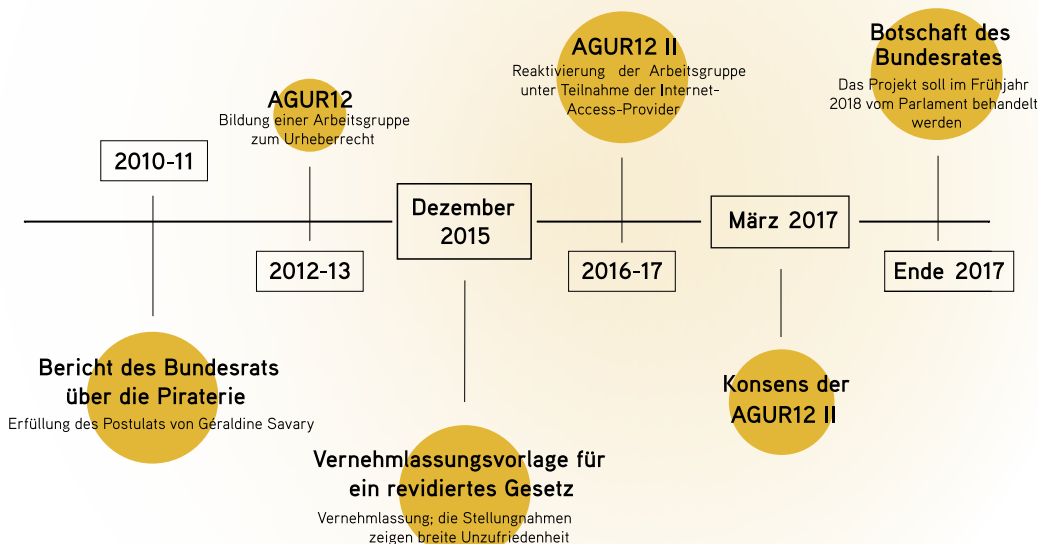 2010-11
Bericht des Bundesrats
über die Piraterie
Erfüllung des Postulats von Géraldine Savary
AGUR12
Bildung einer Arbeitsgruppe
zum Urheberrecht
2012-13
Dezember
2015
Vernehmlassungsvorlage für
ein revidiertes Gesetz
Vernehmlassung; die Stellungnahmen
zeigen breite Unzufriedenheit
AGUR12 II
Reaktivierung der Arbeitsgruppe
unter Teilnahme der Internet-
Access-Provider
2016-17
März 2017
Konsens der
AGUR12 II
Botschaft des
Bundesrates
Das Projekt soll im Frühjahr
2018 vom Parlament behandelt
werden
Ende 2017